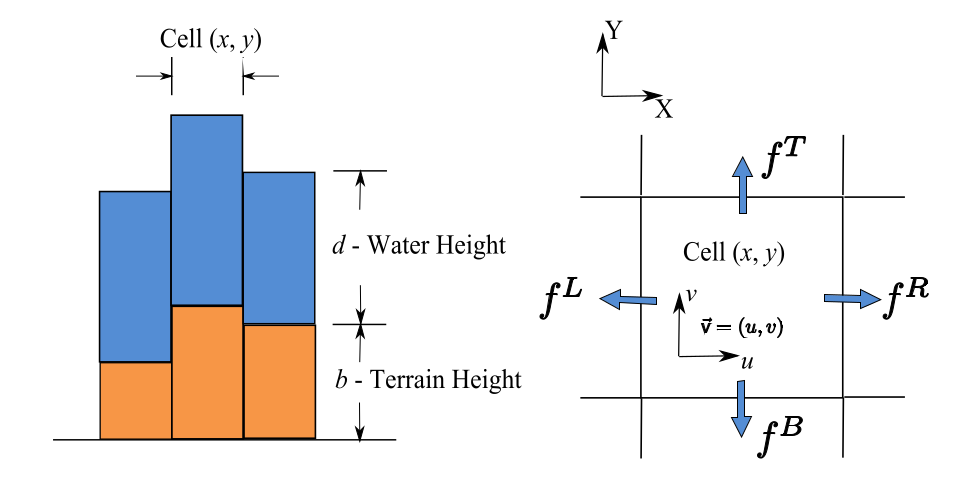 Cell (x, y)
d - Water Height
b - Terrain Height
Y
X
f^T
Cell (x, y)
f^L
f^R
v
v⃗ = (u, v)
u
f^B